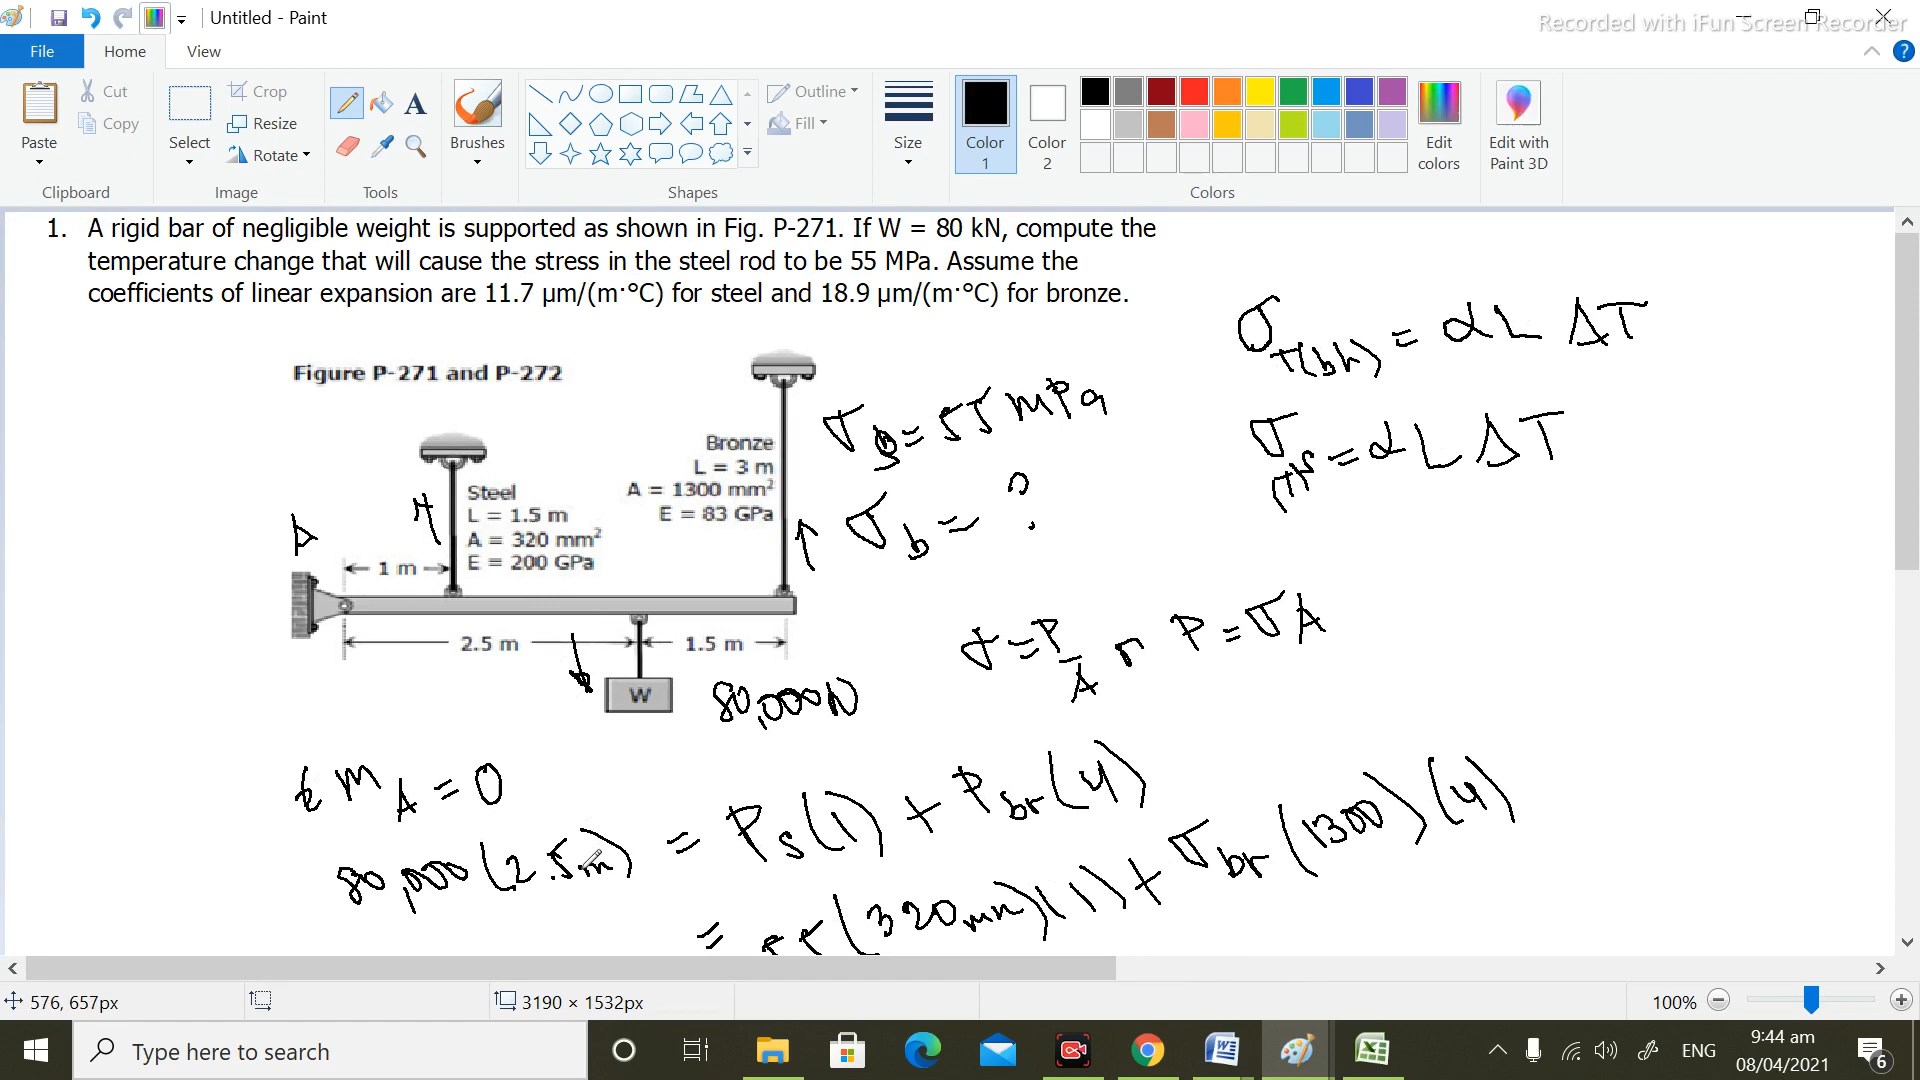 Untitled - Paint
Recorded with iFun Screen Recorder
File Home View
Paste
Cut
Copy
Clipboard
Select
Crop
Resize
Rotate
Image
Tools
Brushes
Outline
Fill
Shapes
Size
Color 1
Color 2
Edit colors
Colors
Edit with Paint 3D
1. A rigid bar of negligible weight is supported as shown in Fig. P-271. If W = 80 kN, compute the
temperature change that will cause the stress in the steel rod to be 55 MPa. Assume the
coefficients of linear expansion are 11.7 µm/(m·°C) for steel and 18.9 µm/(m·°C) for bronze.
Figure P-271 and P-272
Steel
L = 1.5 m
A = 320 mm²
E = 200 GPa
Bronze
L = 3 m
A = 1300 mm²
E = 83 GPa
A
1 m
2.5 m
1.5 m
W
80,000N
σ = 55 mPa
σb = ?
σT(br) = αLΔT
= αLΔT
σ = P/A r P = σA
MA = 0
80,000(2.5m) = Ps(1) + Pbr(4)
= 55(320mm)(1) + σbr(1300)(4)
576, 657px
3190 × 1532px
100%
Type here to search
ENG
9:44 am
08/04/2021
6